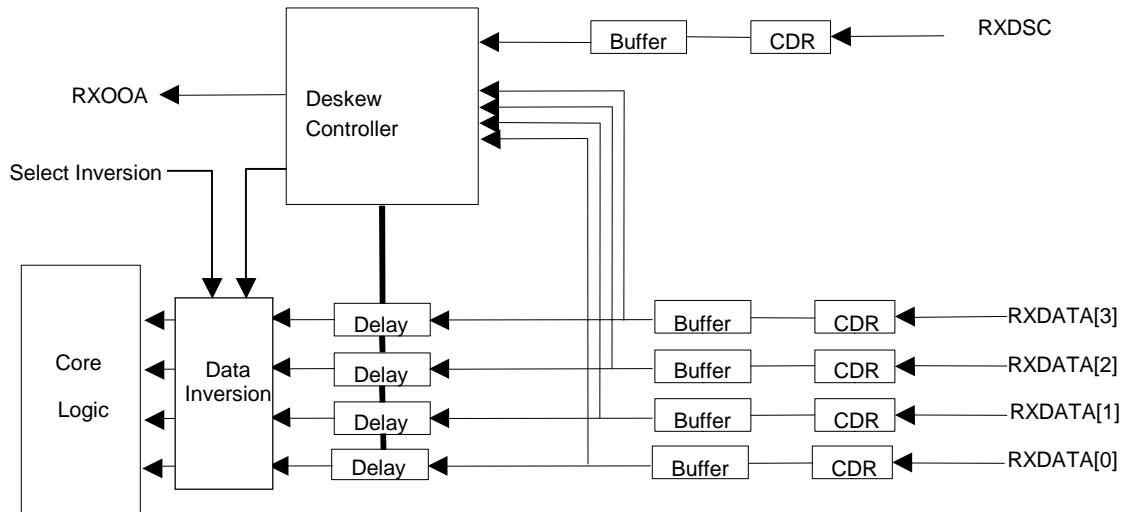 Buffer
CDR
RXDSC
RXOOA
Deskew
Controller
Select Inversion
Core
Logic
Data
Inversion
Delay
Buffer
CDR
RXDATA[3]
Delay
Buffer
CDR
RXDATA[2]
Delay
Buffer
CDR
RXDATA[1]
Delay
Buffer
CDR
RXDATA[0]